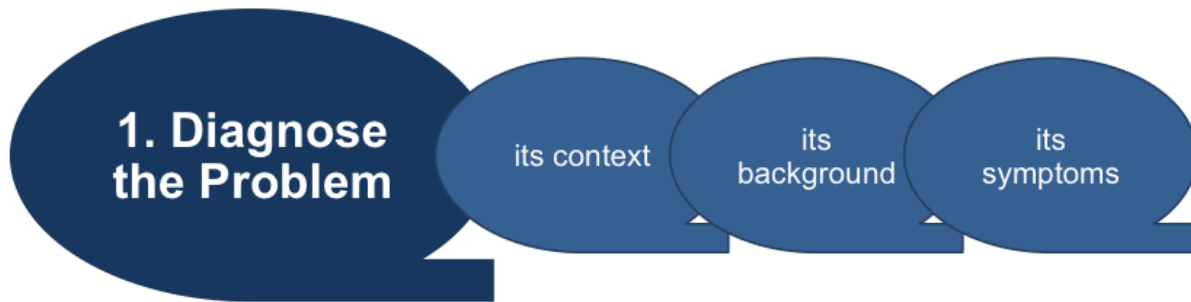 1. Diagnose
the Problem
its context
its
background
its
symptoms